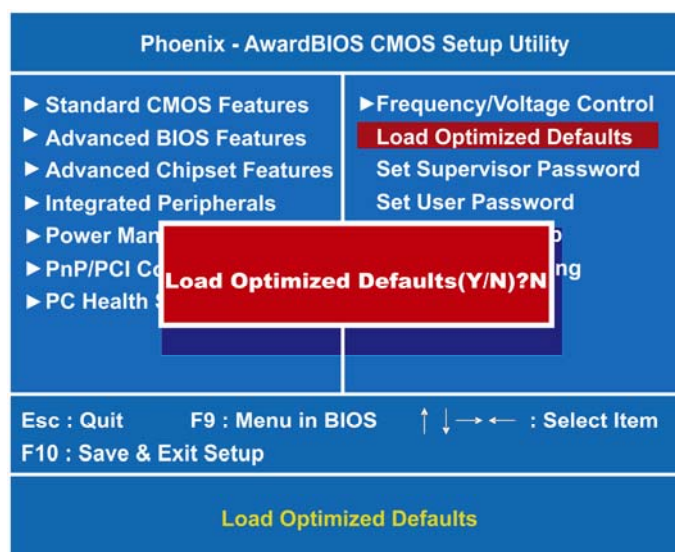 Phoenix - AwardBIOS CMOS Setup Utility
► Standard CMOS Features
► Advanced BIOS Features
► Advanced Chipset Features
► Integrated Peripherals
► Power Man
► PnP/PCI Co
► PC Health
►Frequency/Voltage Control
Load Optimized Defaults
Set Supervisor Password
Set User Password
ng
Load Optimized Defaults(Y/N)?N
Esc : Quit F9 : Menu in BIOS ↑ ↓ → ← : Select Item
F10 : Save & Exit Setup
Load Optimized Defaults